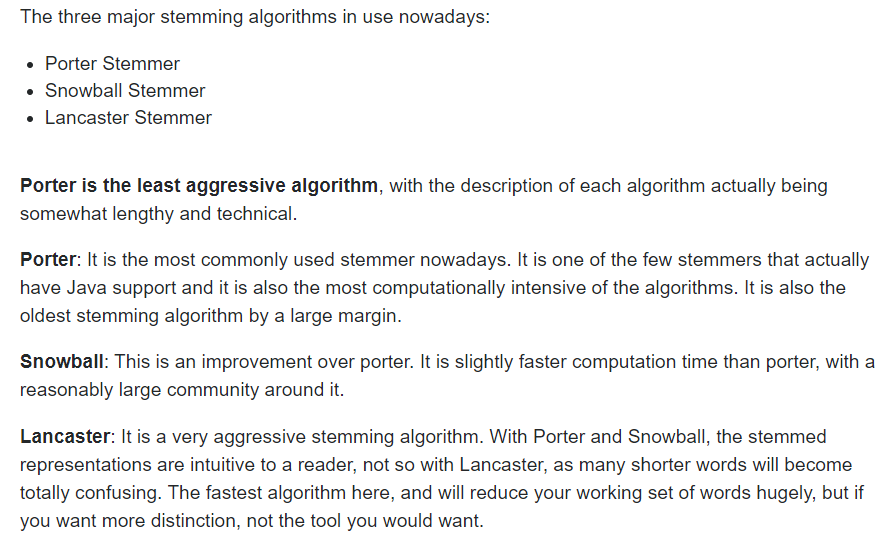 The three major stemming algorithms in use nowadays:
• Porter Stemmer
• Snowball Stemmer
• Lancaster Stemmer
Porter is the least aggressive algorithm, with the description of each algorithm actually being
somewhat lengthy and technical.
Porter: It is the most commonly used stemmer nowadays. It is one of the few stemmers that actually
have Java support and it is also the most computationally intensive of the algorithms. It is also the
oldest stemming algorithm by a large margin.
Snowball: This is an improvement over porter. It is slightly faster computation time than porter, with a
reasonably large community around it.
Lancaster: It is a very aggressive stemming algorithm. With Porter and Snowball, the stemmed
representations are intuitive to a reader, not so with Lancaster, as many shorter words will become
totally confusing. The fastest algorithm here, and will reduce your working set of words hugely, but if
you want more distinction, not the tool you would want.